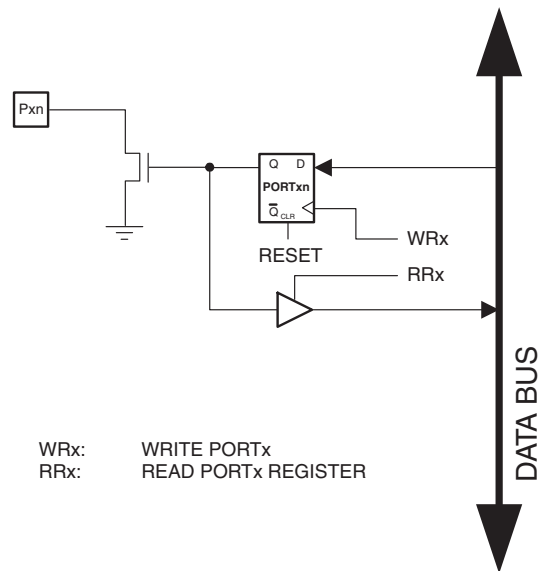 Pxn
Q D
PORTxn
Q̅ CLR
RESET
WRx
RRx
DATA BUS
WRx: WRITE PORTx
RRx: READ PORTx REGISTER